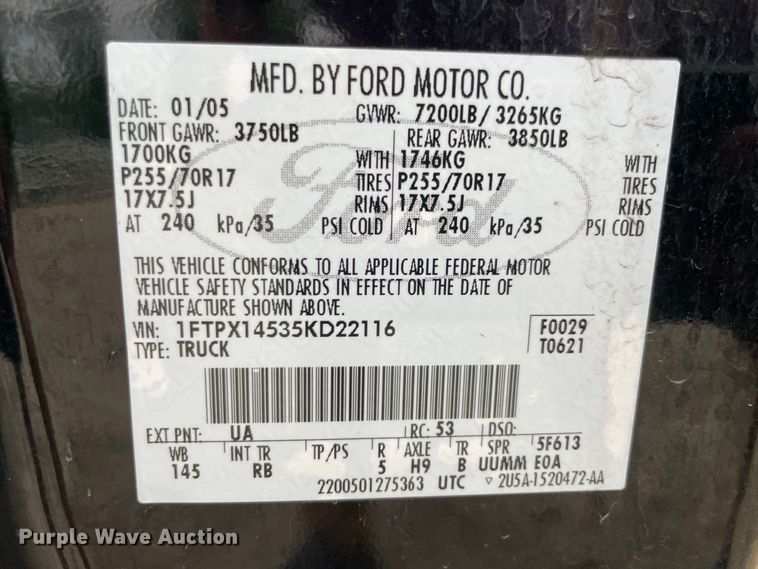 MFD. BY FORD MOTOR CO.
DATE: 01/05 GVWR: 7200LB/ 3265KG
FRONT GAWR: 3750LB REAR GAWR: 3850LB
1700KG WITH 1746KG WITH
P255/70R17 TIRES P255/70R17 TIRES
17X7.5J RIMS 17X7.5J RIMS
AT 240 kPa/35 PSI COLD AT 240 kPa/35 PSI COLD
Ford
THIS VEHICLE CONFORMS TO ALL APPLICABLE FEDERAL MOTOR
VEHICLE SAFETY STANDARDS IN EFFECT ON THE DATE OF
MANUFACTURE SHOWN ABOVE.
VIN: 1FTPX14535KD22116 F0029
TYPE: TRUCK T0621
EXT PNT: UA RC: 53 DSO:
WB INT TR TP/PS R AXLE TR SPR 5F613
145 RB 5 H9 B UUMM E0A
2200501275363 UTC ▽ 2U5A-1520472-AA
Purple Wave Auction